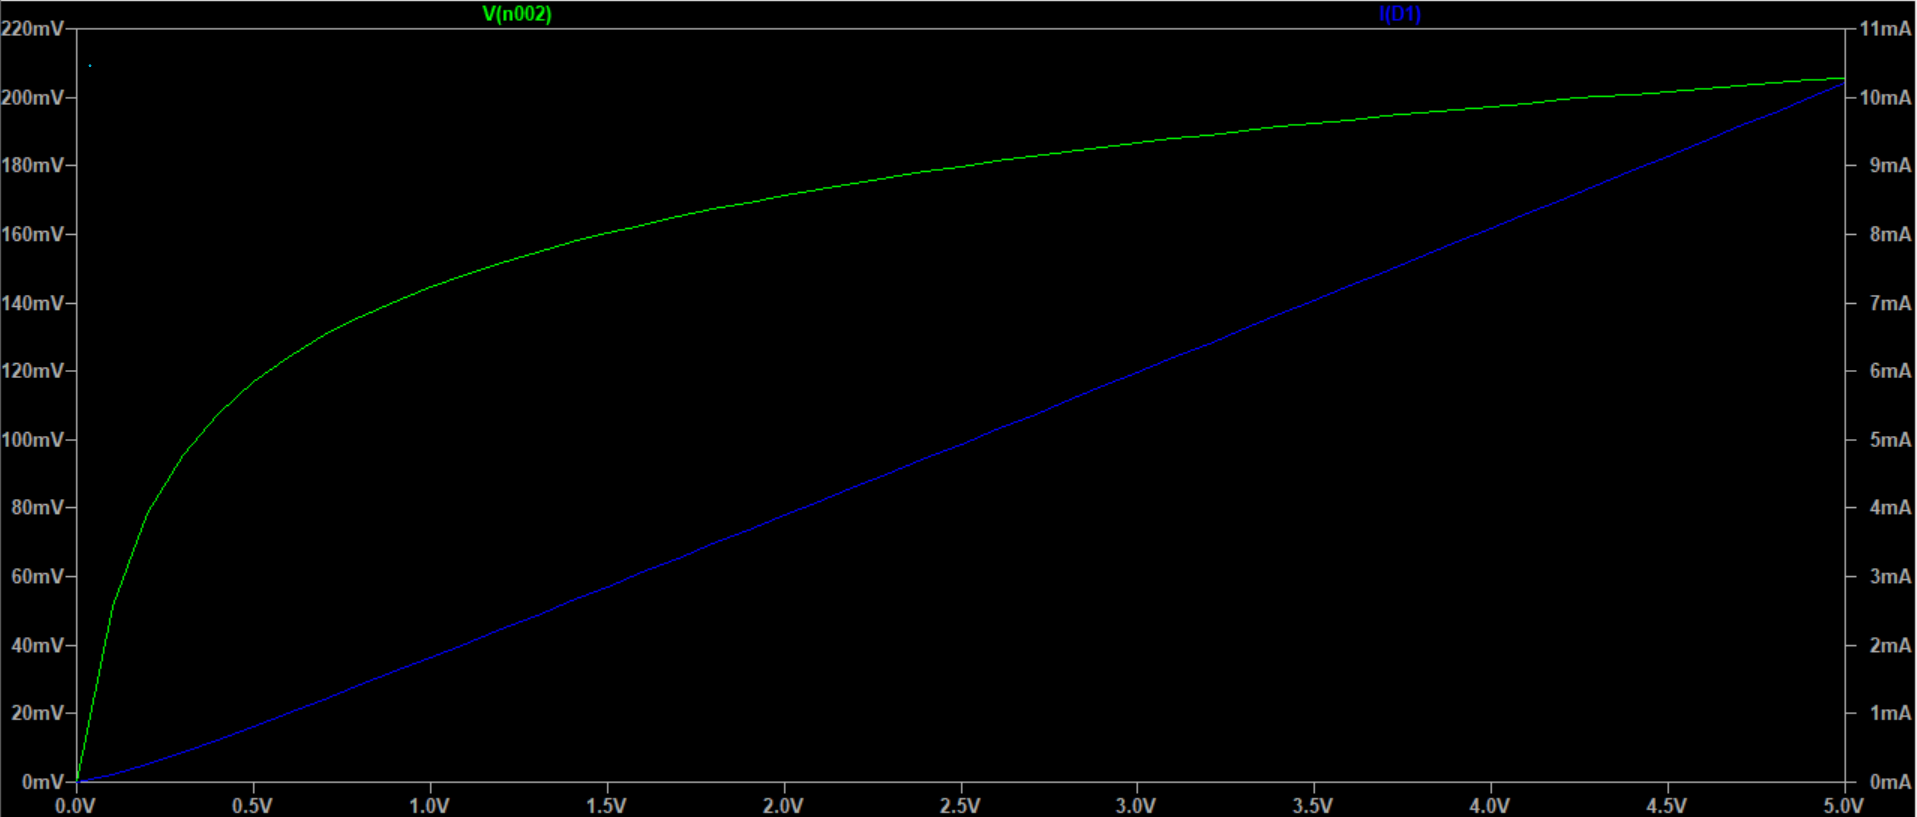 V(n002) I(D1)
220mV 11mA
200mV 10mA
180mV 9mA
160mV 8mA
140mV 7mA
120mV 6mA
100mV 5mA
80mV 4mA
60mV 3mA
40mV 2mA
20mV 1mA
0mV 0mA
0.0V 0.5V 1.0V 1.5V 2.0V 2.5V 3.0V 3.5V 4.0V 4.5V 5.0V